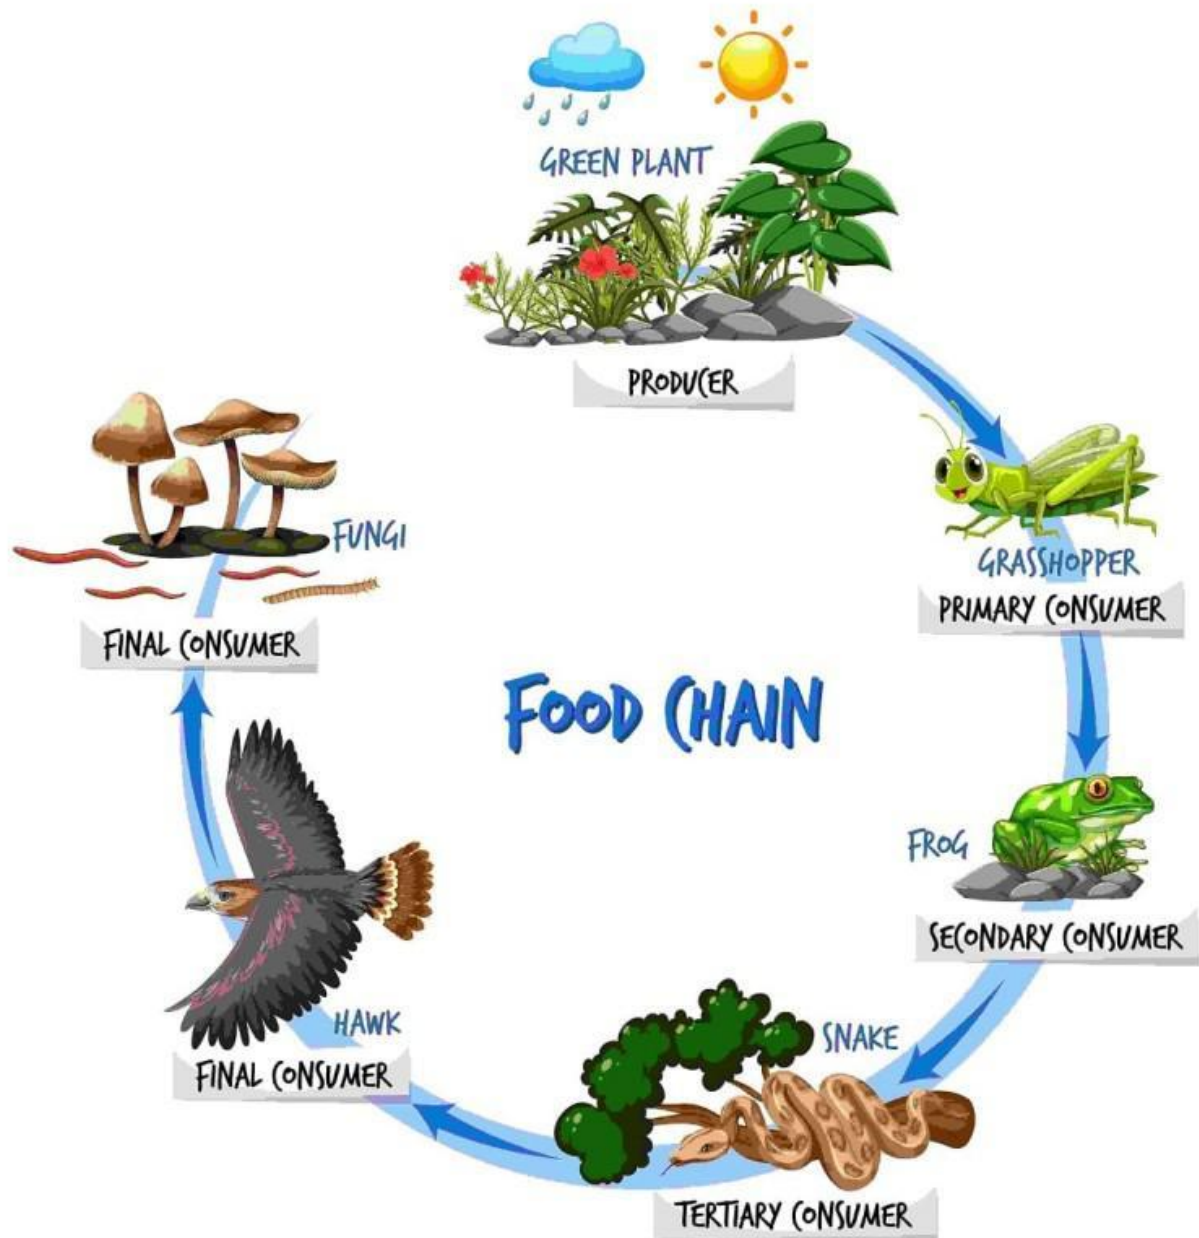 GREEN PLANT
PRODUCER
GRASSHOPPER
PRIMARY CONSUMER
FROG
SECONDARY CONSUMER
SNAKE
TERTIARY CONSUMER
HAWK
FINAL CONSUMER
FUNGI
FINAL CONSUMER
FOOD CHAIN